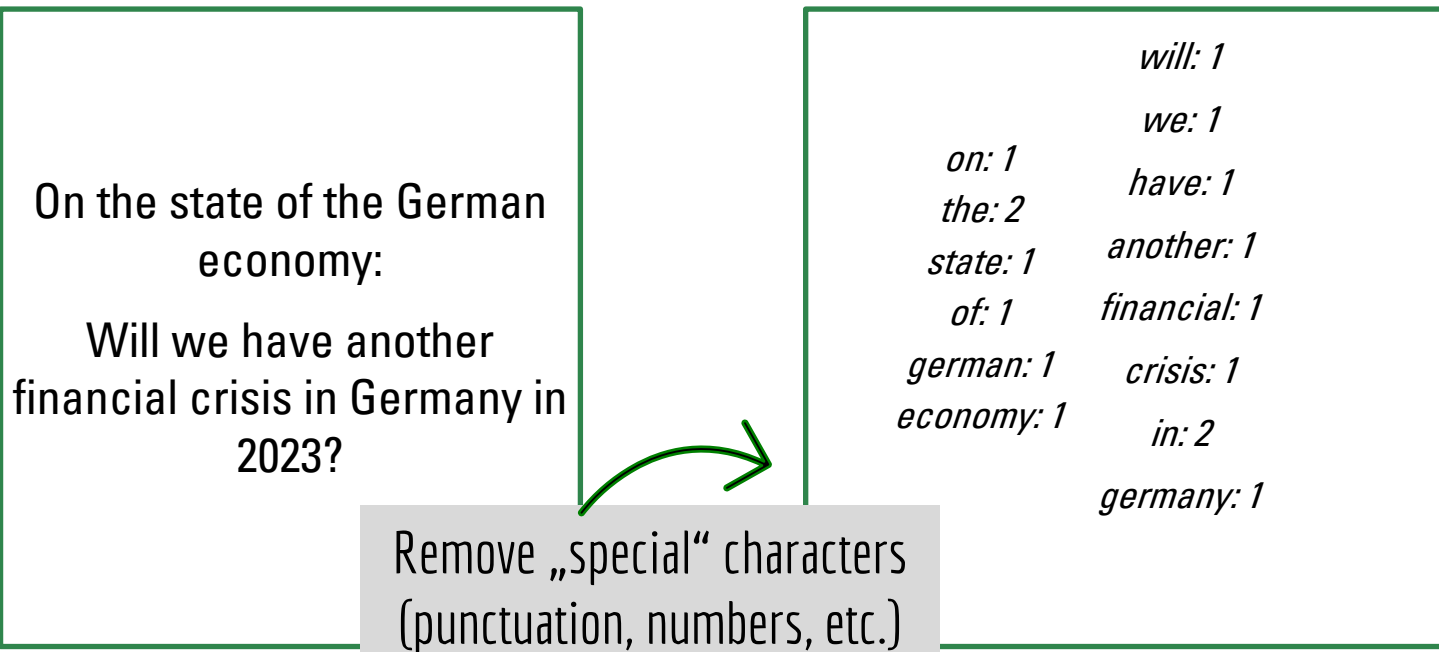 On the state of the German
economy:
Will we have another
financial crisis in Germany in
2023?
Remove „special“ characters
(punctuation, numbers, etc.)
on: 1
the: 2
state: 1
of: 1
german: 1
economy: 1
will: 1
we: 1
have: 1
another: 1
financial: 1
crisis: 1
in: 2
germany: 1